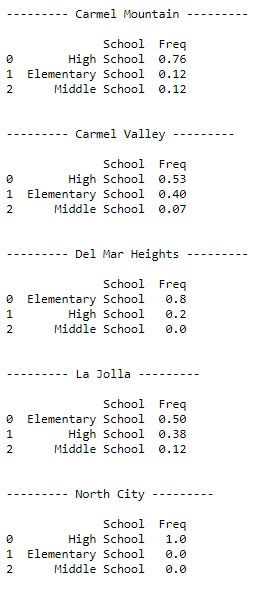 --------- Carmel Mountain ---------
School Freq
0 High School 0.76
1 Elementary School 0.12
2 Middle School 0.12
--------- Carmel Valley ---------
School Freq
0 High School 0.53
1 Elementary School 0.40
2 Middle School 0.07
--------- Del Mar Heights ---------
School Freq
0 Elementary School 0.8
1 High School 0.2
2 Middle School 0.0
--------- La Jolla ---------
School Freq
0 Elementary School 0.50
1 High School 0.38
2 Middle School 0.12
--------- North City ---------
School Freq
0 High School 1.0
1 Elementary School 0.0
2 Middle School 0.0